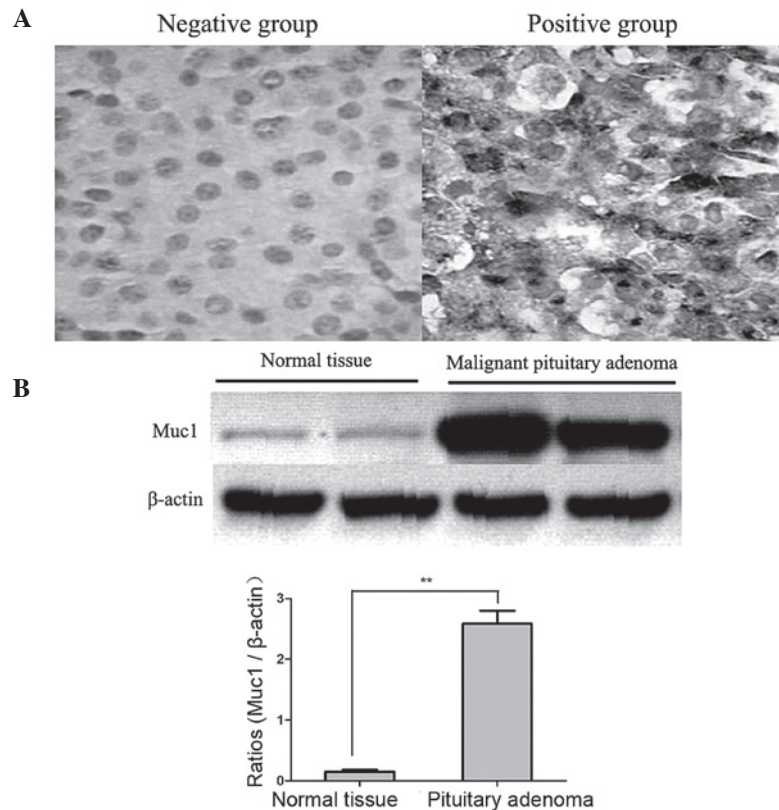 A
Negative group Positive group
Normal tissue Malignant pituitary adenoma
B
Muc1
β-actin
**
Ratios (Muc1 / β-actin)
3
2
1
0
Normal tissue Pituitary adenoma